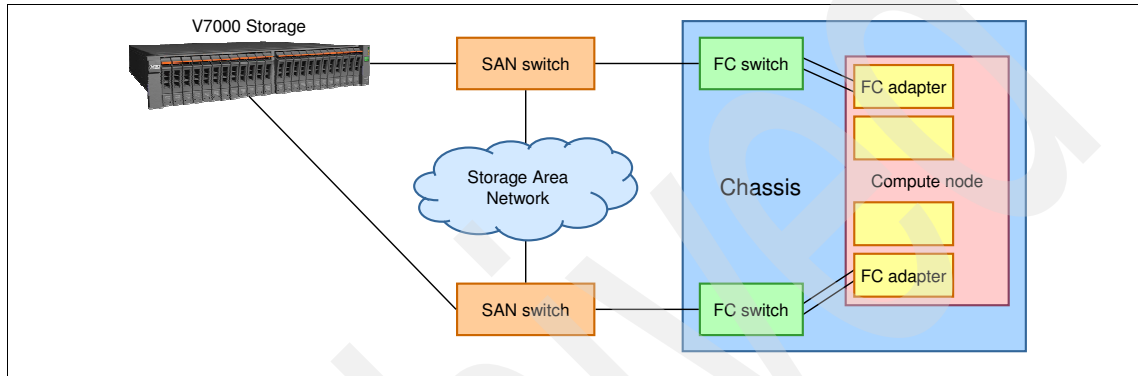 V7000 Storage
SAN switch
FC switch
FC adapter
Storage Area
Network
Chassis
Compute node
SAN switch
FC switch
FC adapter